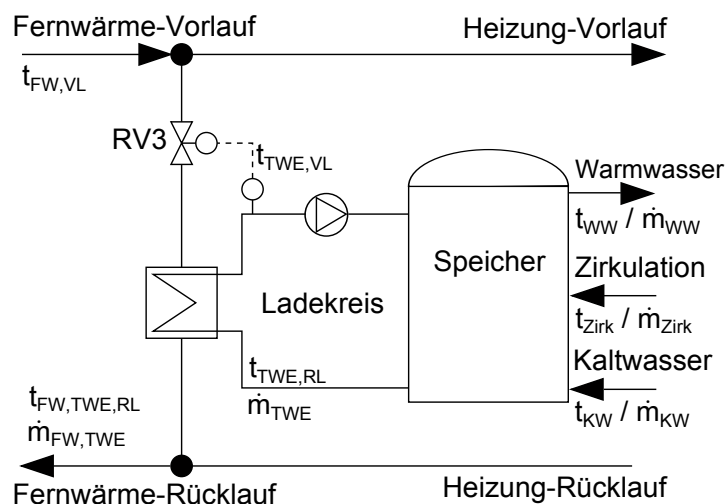 Fernwärme-Vorlauf
Heizung-Vorlauf
t_FW,VL
RV3
t_TWE,VL
Warmwasser
t_WW / ṁ_WW
Speicher
Zirkulation
t_Zirk / ṁ_Zirk
Ladekreis
Kaltwasser
t_KW / ṁ_KW
t_TWE,RL
ṁ_TWE
t_FW,TWE,RL
ṁ_FW,TWE
Fernwärme-Rücklauf
Heizung-Rücklauf